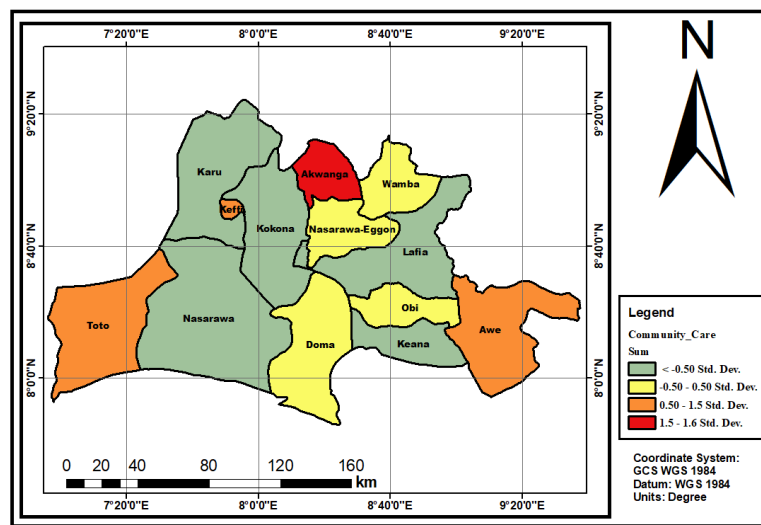 7°20'0"E 8°0'0"E 8°40'0"E 9°20'0"E
N
9°20'0"N 9°20'0"N
Akwanga
Karu
Wamba
Keffi
Kokona
Nasarawa-Eggon
8°40'0"N 8°40'0"N
Lafia
Obi
Nasarawa
Toto
Awe
Doma
Keana
8°0'0"N 8°0'0"N
Legend
Community_Care
Sum
< -0.50 Std. Dev.
-0.50 - 0.50 Std. Dev.
0.50 - 1.5 Std. Dev.
1.5 - 1.6 Std. Dev.
Coordinate System:
GCS WGS 1984
Datum: WGS 1984
Units: Degree
0 20 40 80 120 160
km
7°20'0"E 8°0'0"E 8°40'0"E 9°20'0"E